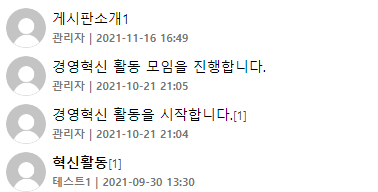 게시판소개1
관리자 | 2021-11-16 16:49
경영혁신 활동 모임을 진행합니다.
관리자 | 2021-10-21 21:05
경영혁신 활동을 시작합니다.[1]
관리자 | 2021-10-21 21:04
혁신활동[1]
테스트1 | 2021-09-30 13:30